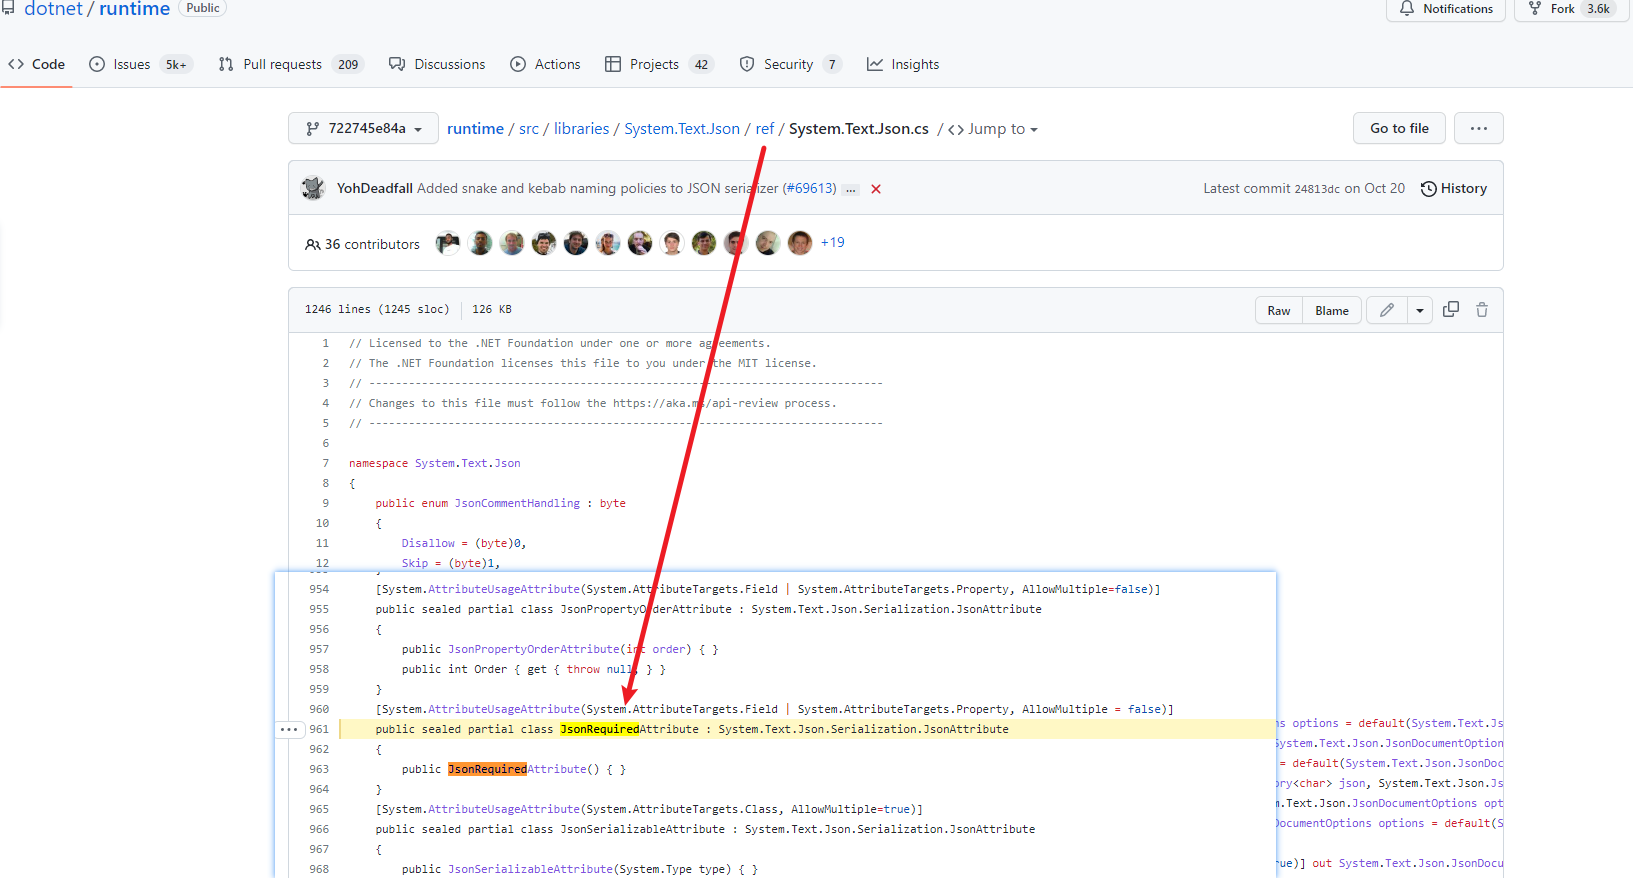 dotnet / runtime Public Notifications Fork 3.6k
Code Issues 5k+ Pull requests 209 Discussions Actions Projects 42 Security 7 Insights
722745e84a runtime / src / libraries / System.Text.Json / ref / System.Text.Json.cs / <> Jump to Go to file ...
YohDeadfall Added snake and kebab naming policies to JSON serializer (#69613) ... Latest commit 24813dc on Oct 20 History
36 contributors +19
1246 lines (1245 sloc) 126 KB Raw Blame
1 // Licensed to the .NET Foundation under one or more agreements.
2 // The .NET Foundation licenses this file to you under the MIT license.
3 // ------------------------------------------------------------------------------
4 // Changes to this file must follow the https://aka.ms/api-review process.
5 // ------------------------------------------------------------------------------
6
7 namespace System.Text.Json
8 {
9 public enum JsonCommentHandling : byte
10 {
11 Disallow = (byte)0,
12 Skip = (byte)1,
954 [System.AttributeUsageAttribute(System.AttributeTargets.Field | System.AttributeTargets.Property, AllowMultiple=false)]
955 public sealed partial class JsonPropertyOrderAttribute : System.Text.Json.Serialization.JsonAttribute
956 {
957 public JsonPropertyOrderAttribute(int order) { }
958 public int Order { get { throw null; } }
959 }
960 [System.AttributeUsageAttribute(System.AttributeTargets.Field | System.AttributeTargets.Property, AllowMultiple = false)]
961 public sealed partial class JsonRequiredAttribute : System.Text.Json.Serialization.JsonAttribute
962 {
963 public JsonRequiredAttribute() { }
964 }
965 [System.AttributeUsageAttribute(System.AttributeTargets.Class, AllowMultiple=true)]
966 public sealed partial class JsonSerializableAttribute : System.Text.Json.Serialization.JsonAttribute
967 {
968 public JsonSerializableAttribute(System.Type type) { }
options = default(System.Text.Js
System.Text.Json.JsonDocumentOption
= default(System.Text.Json.JsonDoc
<char> json, System.Text.Json.Js
.Text.Json.JsonDocumentOptions opt
DocumentOptions options = default(S
)] out System.Text.Json.JsonDocu